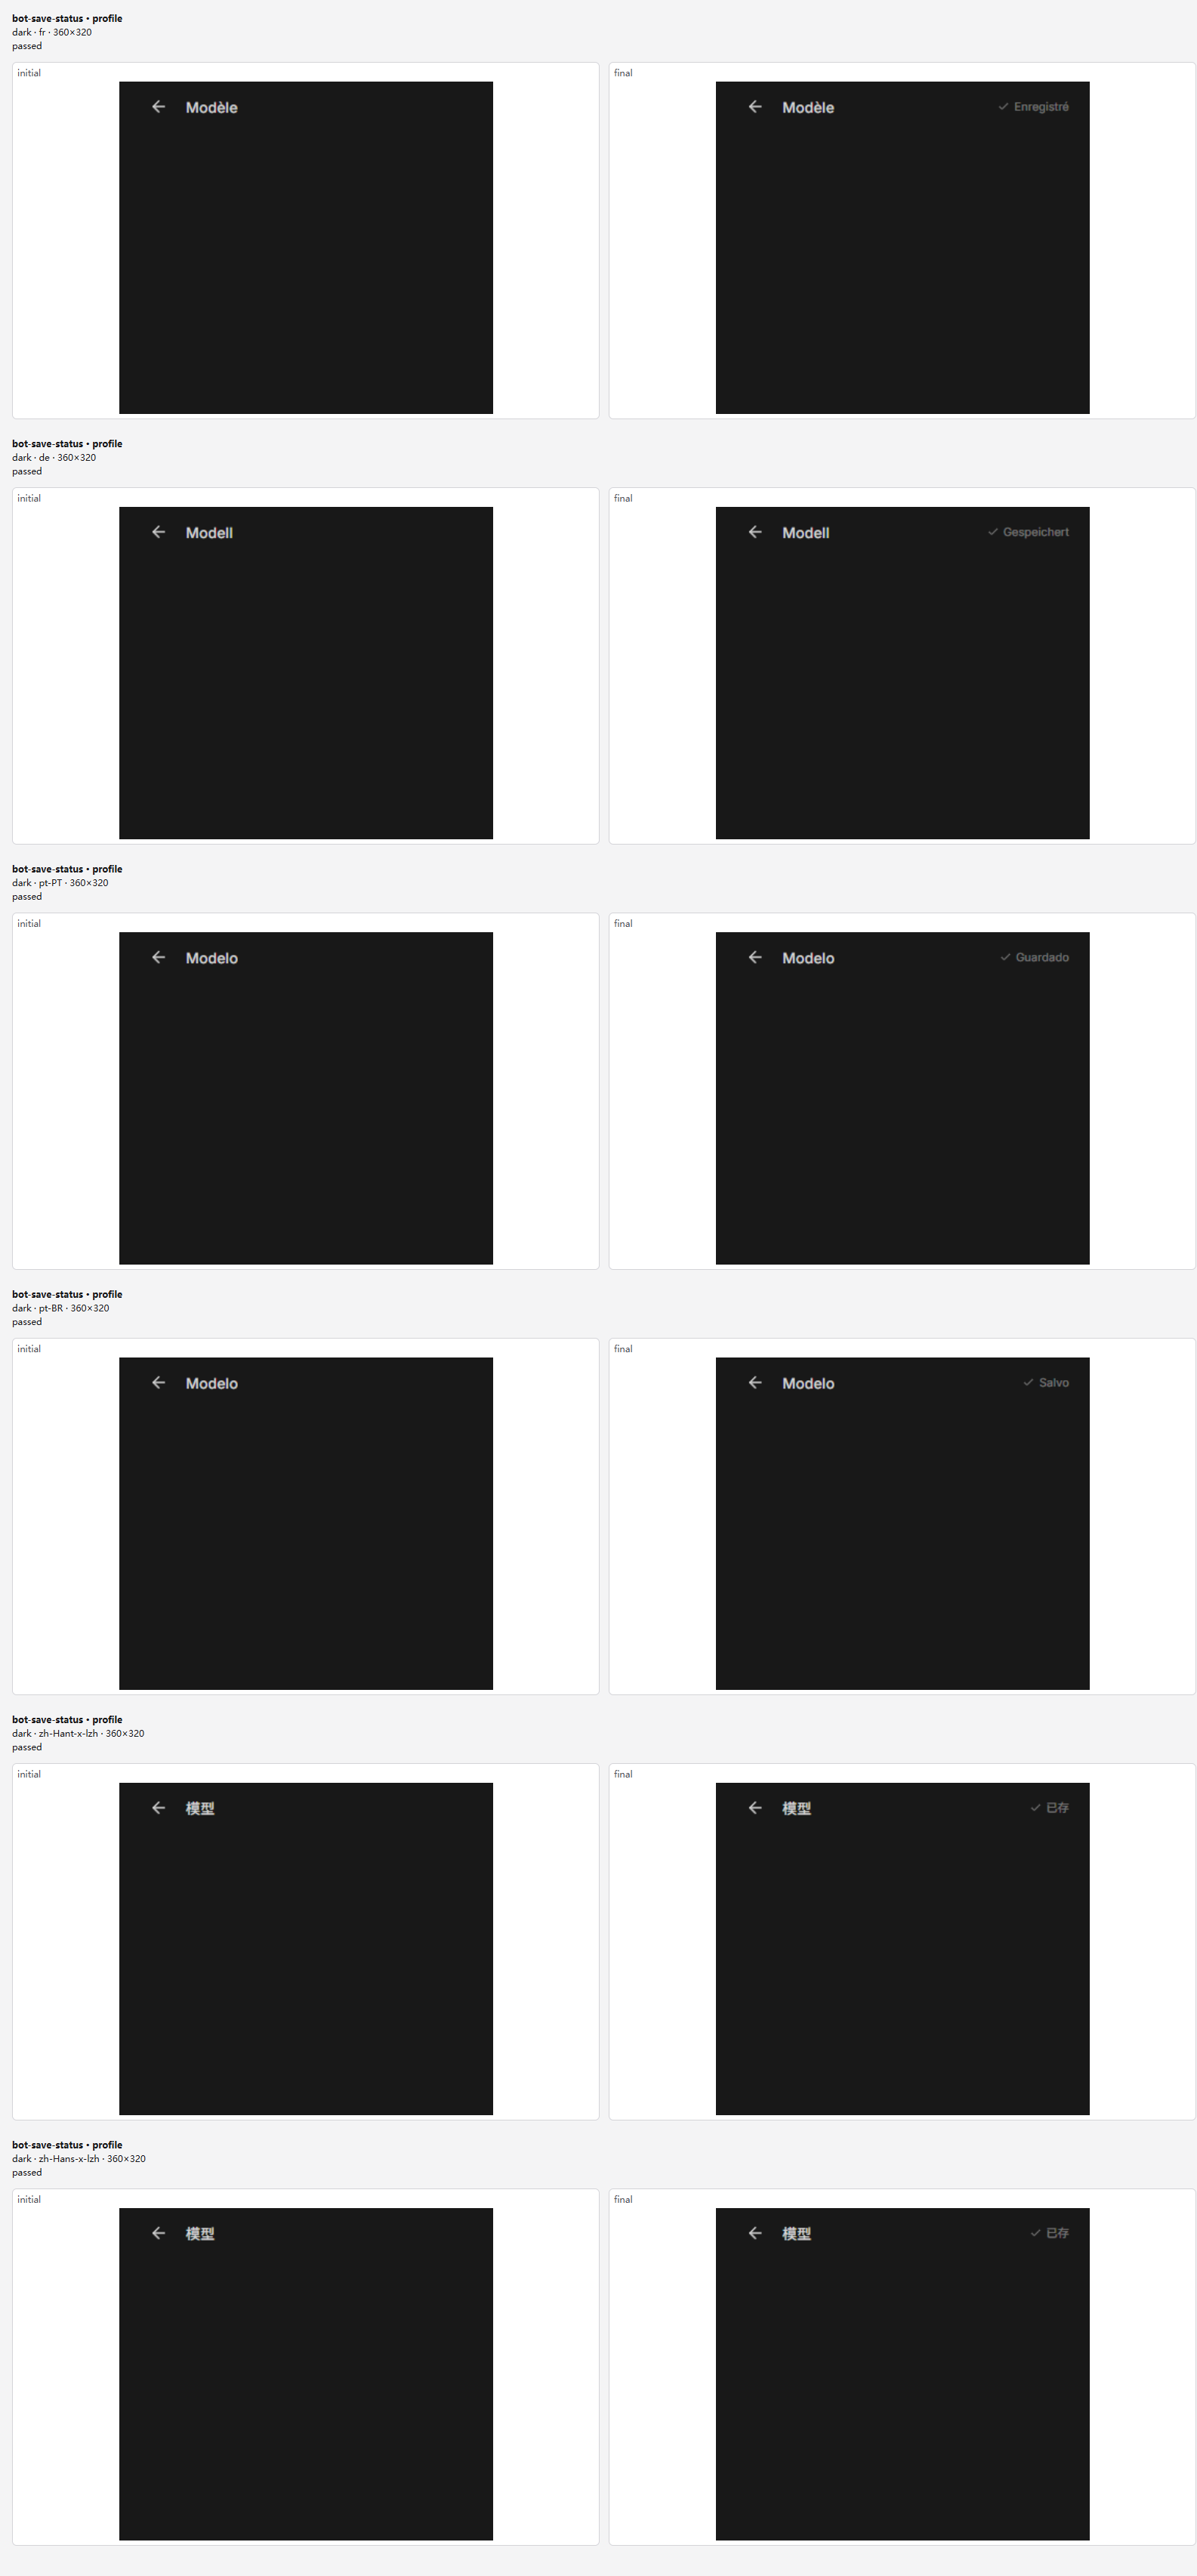 bot-save-status • profile
dark · fr · 360×320
passed
initial
Modèle
final
Modèle
Enregistré
bot-save-status • profile
dark · de · 360×320
passed
initial
Modell
final
Modell
Gespeichert
bot-save-status • profile
dark · pt-PT · 360×320
passed
initial
Modelo
final
Modelo
Guardado
bot-save-status • profile
dark · pt-BR · 360×320
passed
initial
Modelo
final
Modelo
Salvo
bot-save-status • profile
dark · zh-Hant-x-lzh · 360×320
passed
initial
模型
final
模型
已存
bot-save-status • profile
dark · zh-Hans-x-lzh · 360×320
passed
initial
模型
final
模型
已存